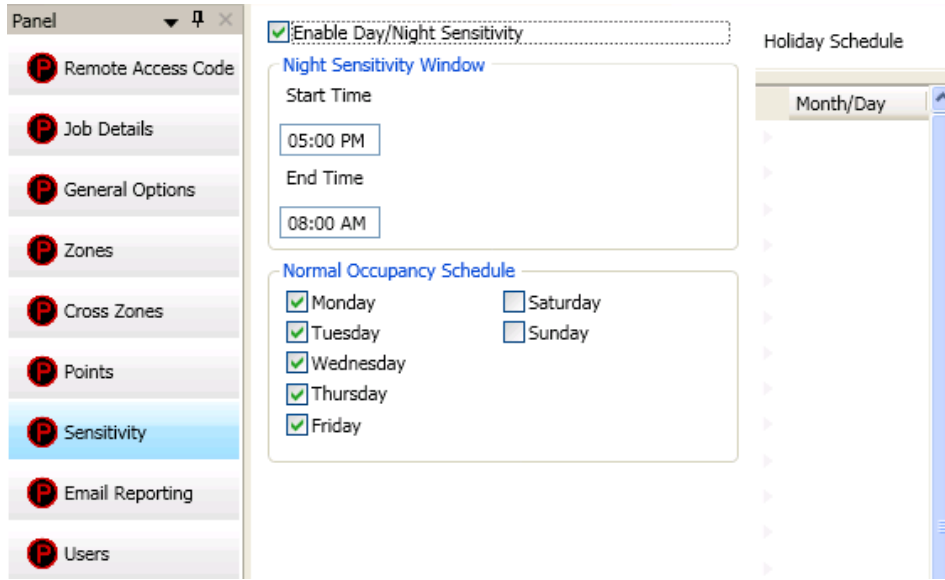 Panel
Remote Access Code
Job Details
General Options
Zones
Cross Zones
Points
Sensitivity
Email Reporting
Users
Enable Day/Night Sensitivity
Night Sensitivity Window
Start Time
05:00 PM
End Time
08:00 AM
Normal Occupancy Schedule
Monday
Tuesday
Wednesday
Thursday
Friday
Saturday
Sunday
Holiday Schedule
Month/Day